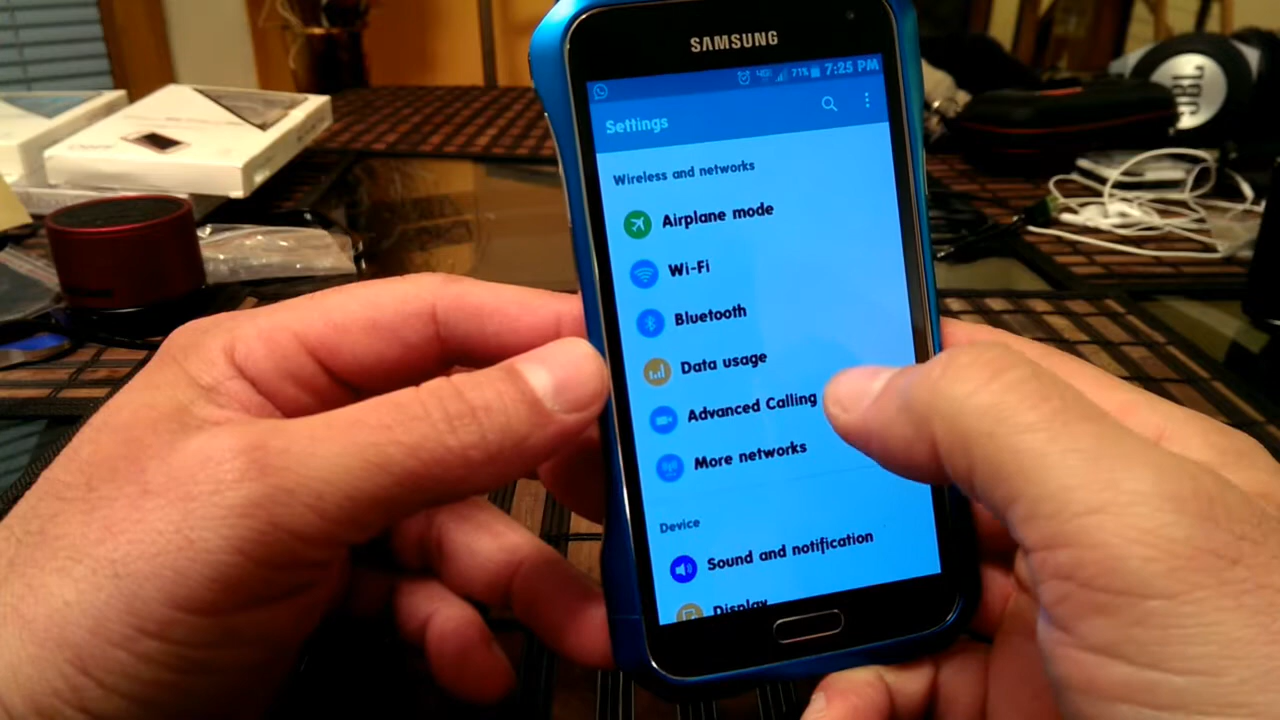 SAMSUNG
71% 7:25 PM
Settings
Wireless and networks
Airplane mode
Wi-Fi
Bluetooth
Data usage
Advanced Calling
More networks
Device
Sound and notification
Display
JBL